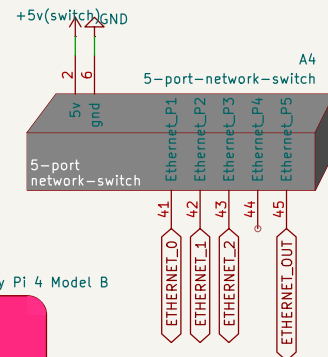 +5v(switch)
GND
A4
5-port-network-switch
2
6
5v
gnd
Ethernet_P1
Ethernet_P2
Ethernet_P3
Ethernet_P4
Ethernet_P5
5-port
network-switch
41
42
43
44
45
ETHERNET_0
ETHERNET_1
ETHERNET_2
ETHERNET_OUT
y Pi 4 Model B